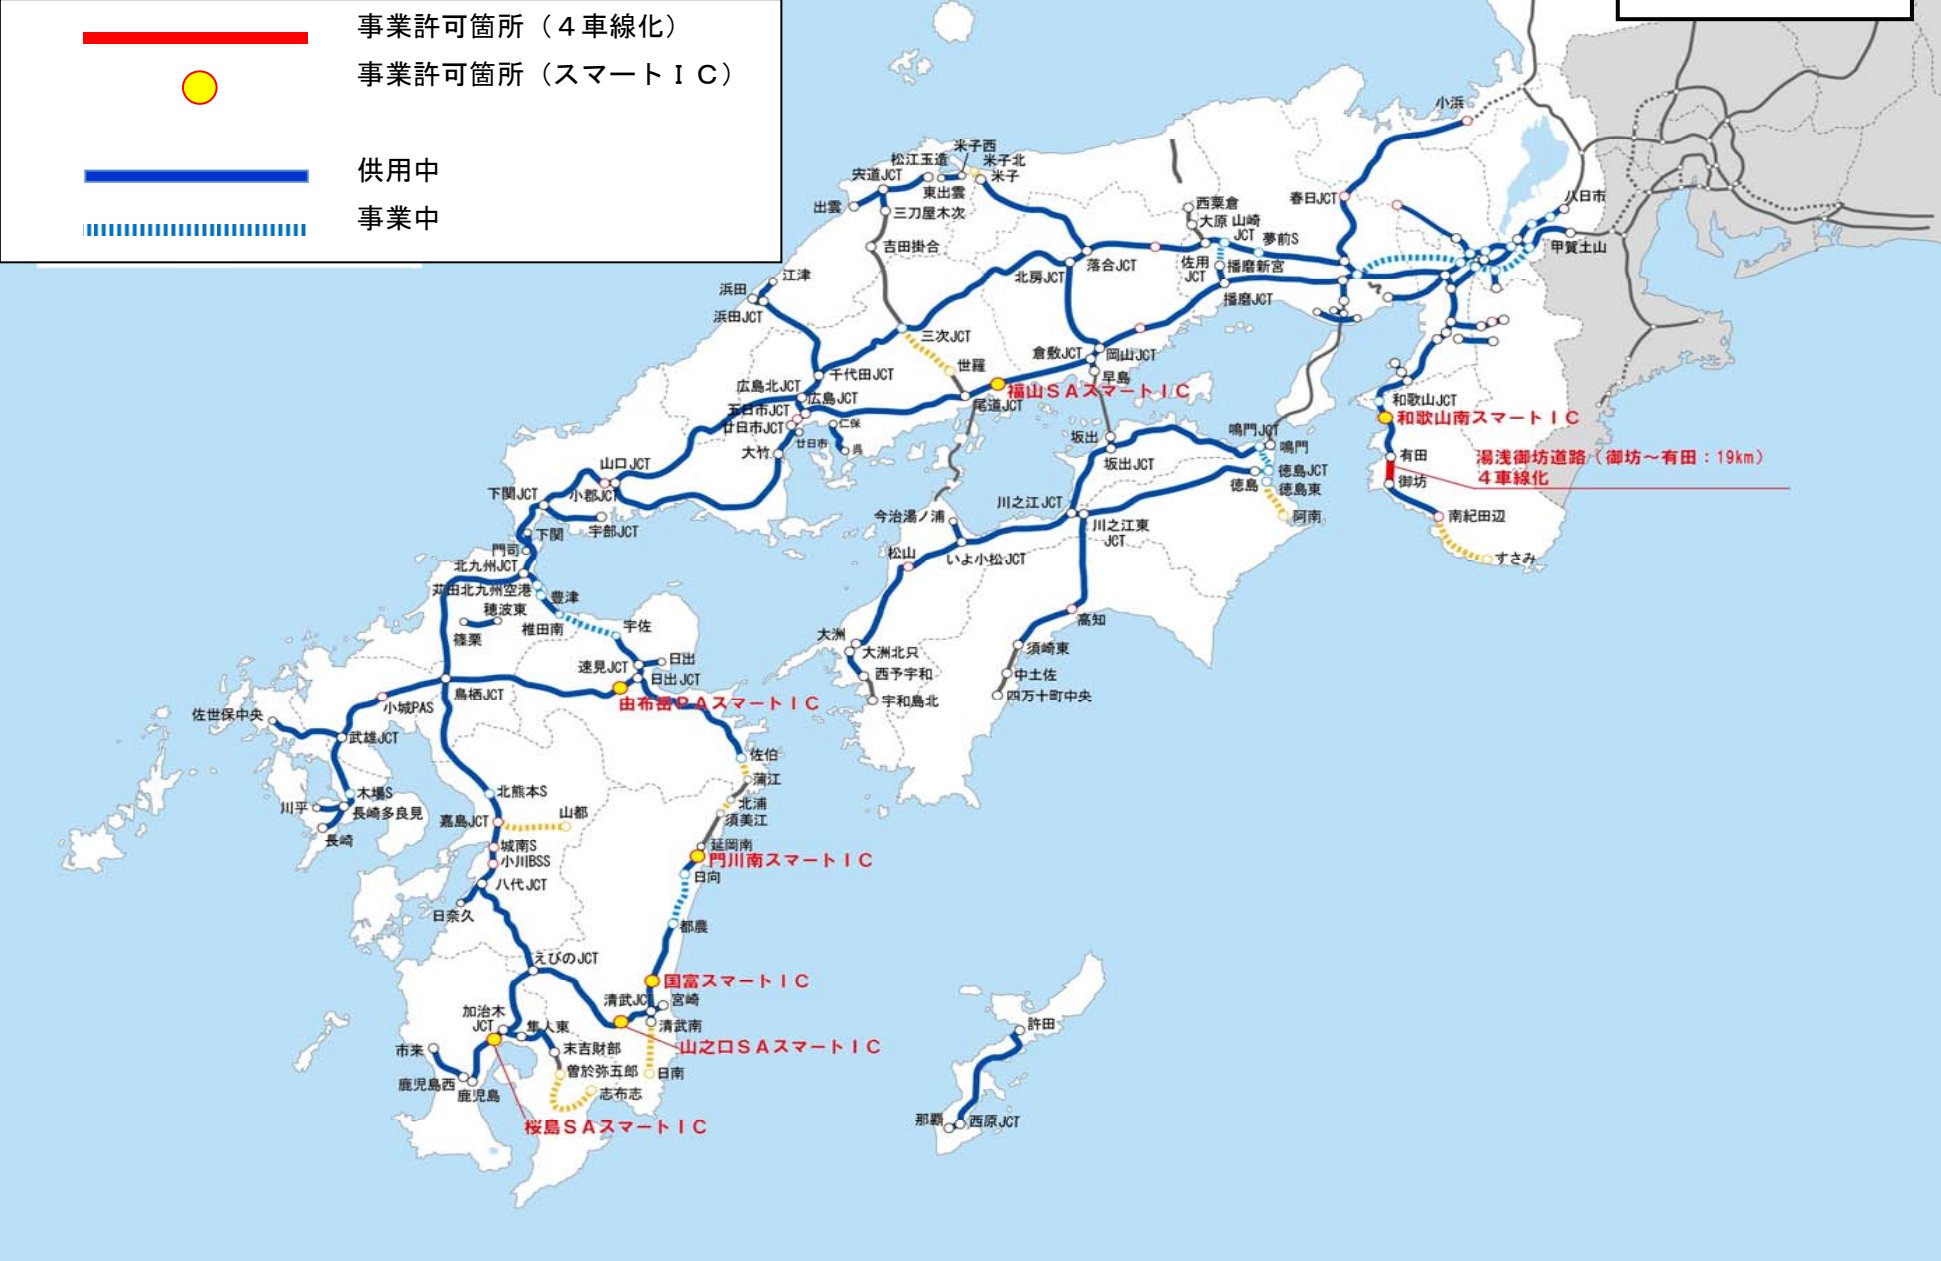 事業許可箇所（４車線化）
事業許可箇所（スマートＩＣ）
供用中
事業中
小浜
米子西
松江玉造
米子北
宍道JCT
米子
東出雲
出雲
三刀屋木次
吉田掛合
西粟倉
大原
山崎
JCT
夢前S
春日JCT
八日市
甲賀土山
落合JCT
北房JCT
佐用
JCT
播磨新宮
播磨JCT
江津
浜田
浜田JCT
三次JCT
世羅
倉敷JCT
岡山JCT
早島
千代田JCT
広島北JCT
広島JCT
五日市JCT
廿日市JCT
廿日市
仁保
呉
大竹
尾道JCT
福山ＳＡスマートＩＣ
和歌山JCT
和歌山南スマートＩＣ
有田
御坊
湯浅御坊道路（御坊～有田：19km）
４車線化
南紀田辺
すさみ
坂出
坂出JCT
鳴門JCT
鳴門
徳島JCT
徳島
徳島東
阿南
山口JCT
小郡JCT
下関JCT
宇部JCT
下関
門司
北九州JCT
苅田北九州空港
豊津
穂波東
篠栗
椎田南
宇佐
今治湯ノ浦
川之江JCT
川之江東
JCT
松山
いよ小松JCT
高知
須崎東
中土佐
四万十町中央
大洲
大洲北只
西予宇和
宇和島北
速見JCT
日出
日出JCT
由布岳ＰＡスマートＩＣ
鳥栖JCT
小城PAS
佐世保中央
武雄JCT
木場S
川平
長崎多良見
長崎
佐伯
蒲江
北浦
須美江
延岡南
門川南スマートＩＣ
日向
都農
北熊本S
山都
嘉島JCT
城南S
小川BSS
八代JCT
日奈久
えびのJCT
国富スマートＩＣ
清武JCT
宮崎
清武南
山之口ＳＡスマートＩＣ
加治木
JCT
隼人東
市来
末吉財部
鹿児島西
鹿児島
曽於弥五郎
日南
志布志
桜島ＳＡスマートＩＣ
許田
那覇
西原JCT